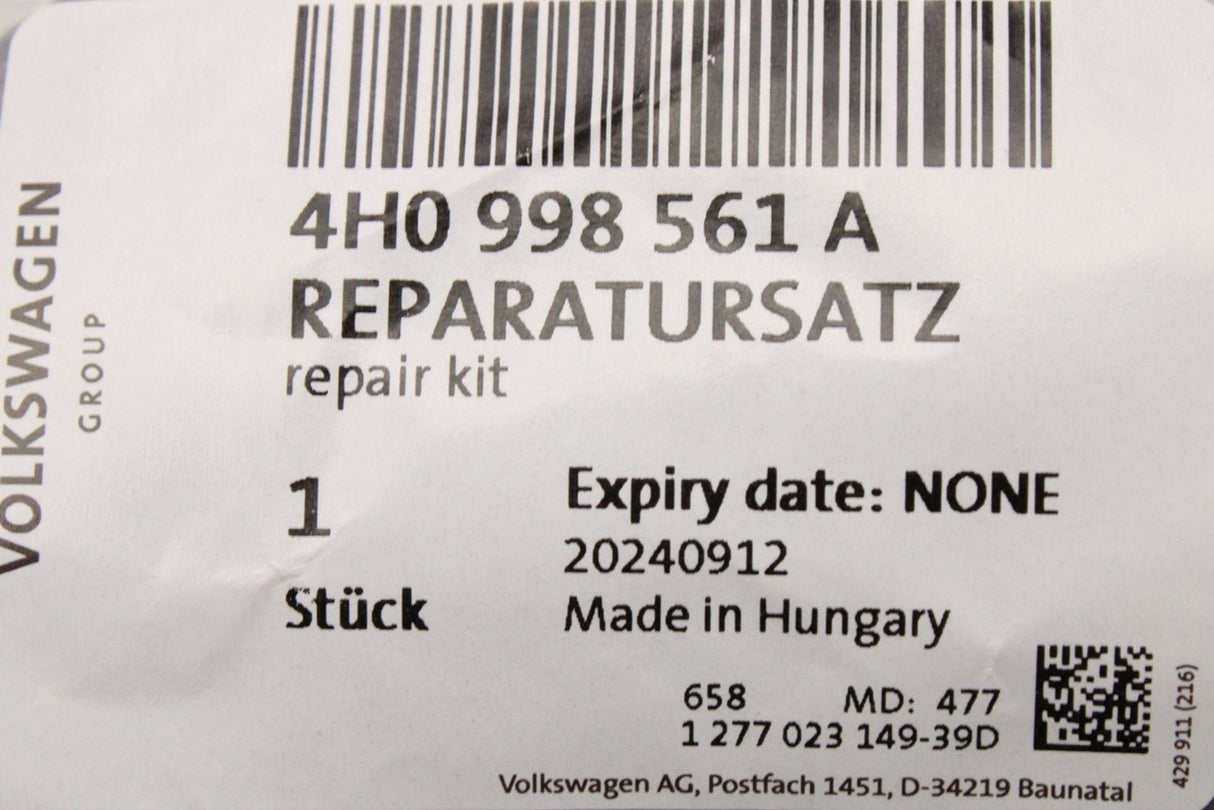 VOLKSWAGEN
GROUP
4H0 998 561 A
REPARATURSATZ
repair kit
1
Stück
Expiry date: NONE
20240912
Made in Hungary
658 MD: 477
1 277 023 149-39D
Volkswagen AG, Postfach 1451, D-34219 Baunatal
429 911 (216)